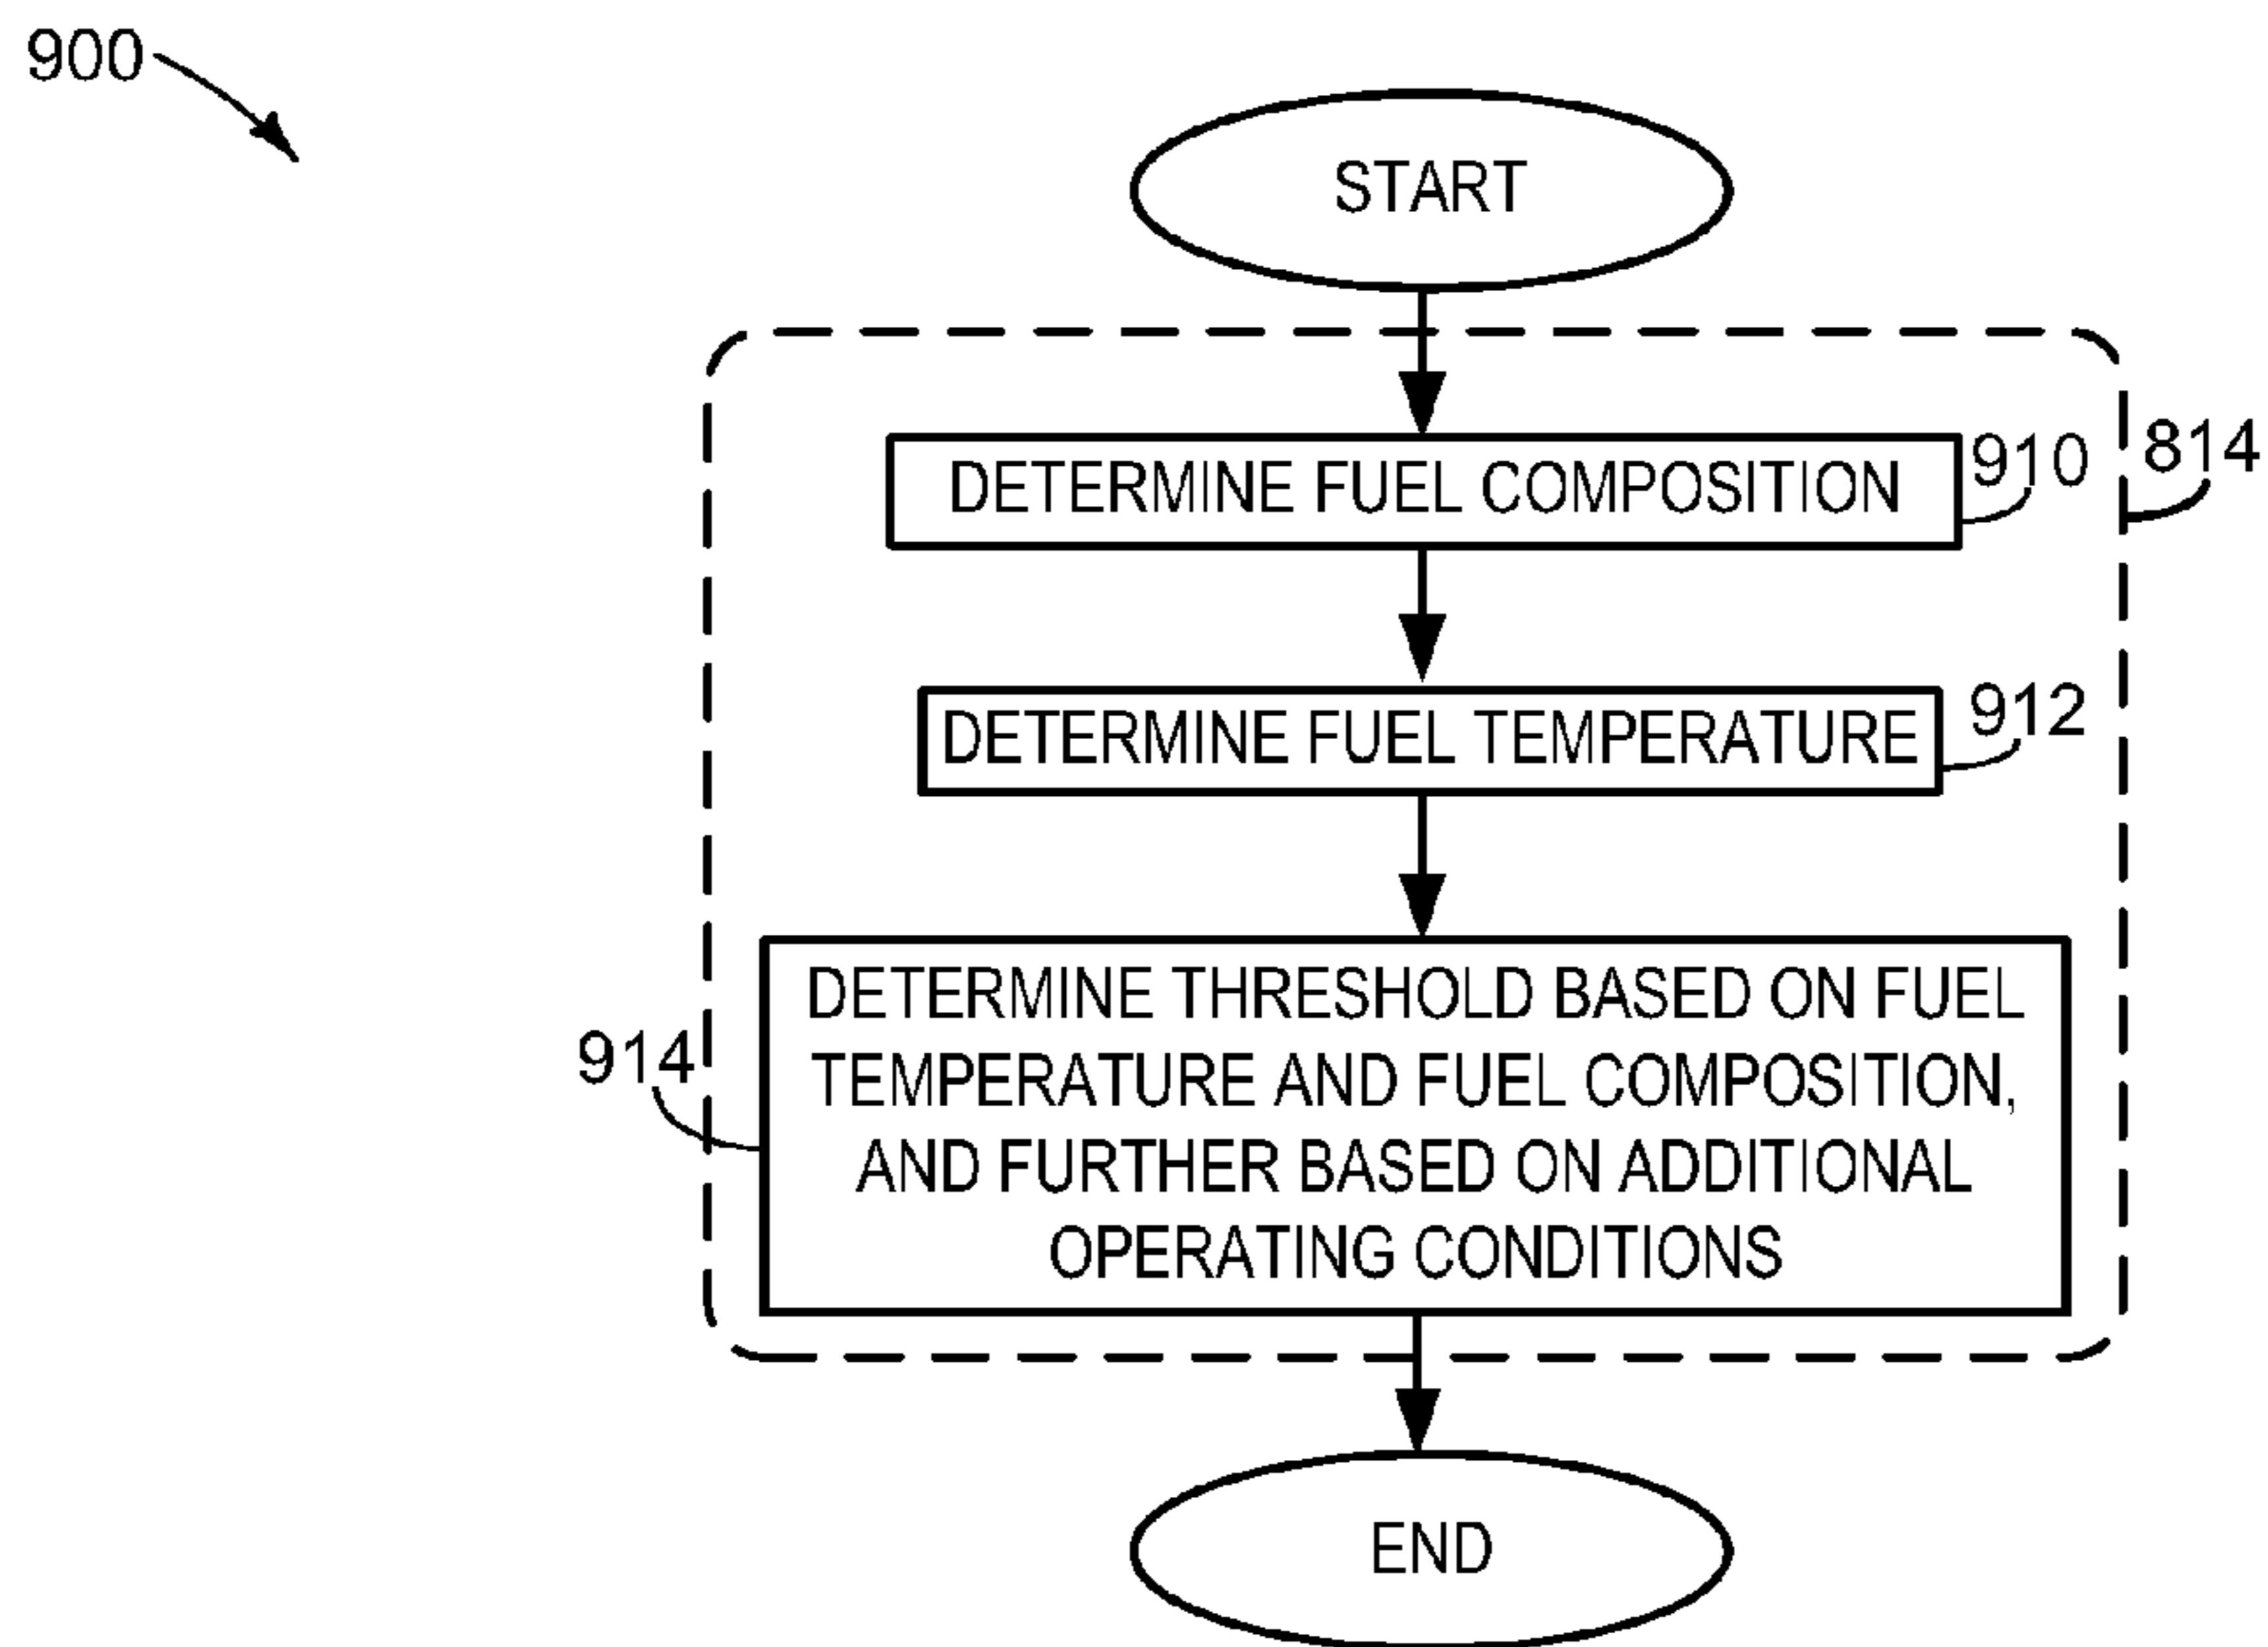 900
START
DETERMINE FUEL COMPOSITION
910
814
DETERMINE FUEL TEMPERATURE
912
DETERMINE THRESHOLD BASED ON FUEL
TEMPERATURE AND FUEL COMPOSITION,
AND FURTHER BASED ON ADDITIONAL
OPERATING CONDITIONS
914
END